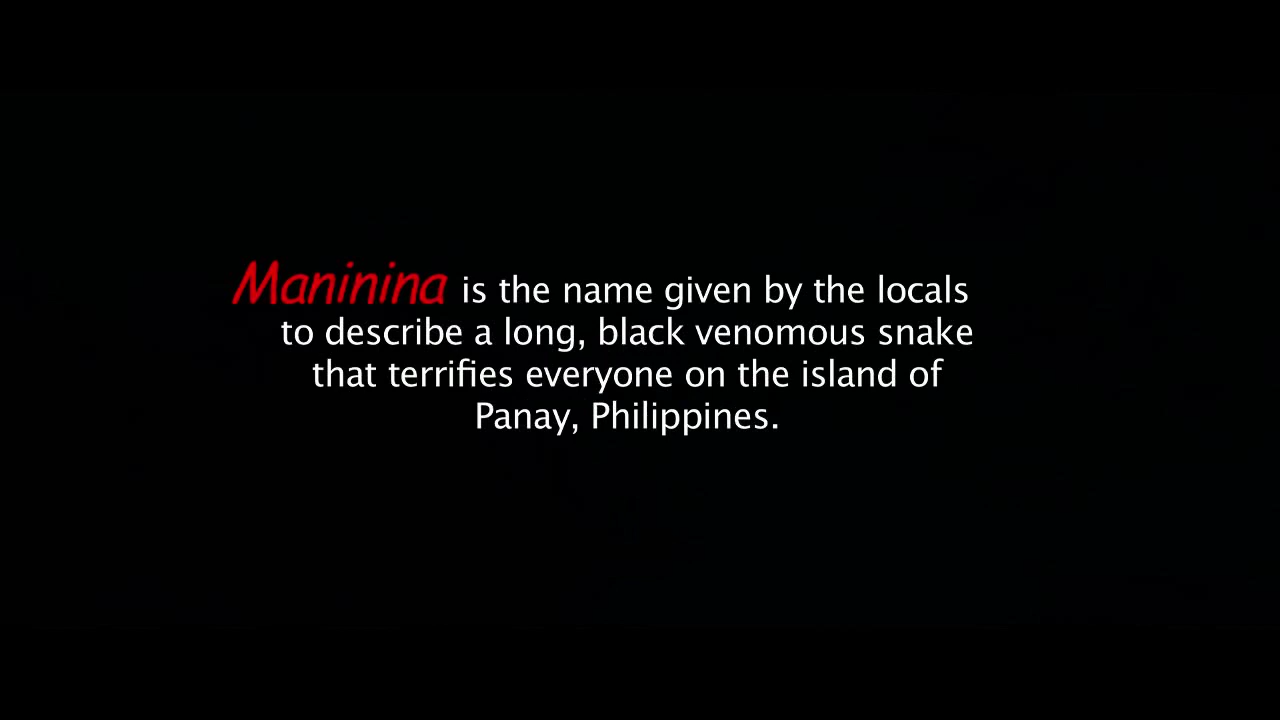 Maninina is the name given by the locals
to describe a long, black venomous snake
that terrifies everyone on the island of
Panay, Philippines.